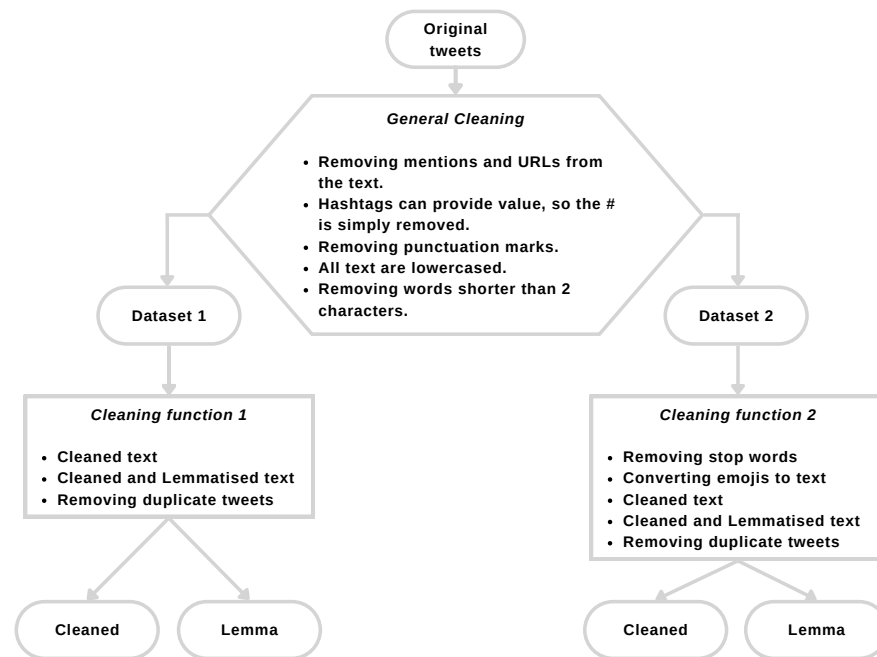 Original
tweets
General Cleaning
• Removing mentions and URLs from
the text.
• Hashtags can provide value, so the #
is simply removed.
• Removing punctuation marks.
• All text are lowercased.
• Removing words shorter than 2
characters.
Dataset 1
Dataset 2
Cleaning function 1
• Cleaned text
• Cleaned and Lemmatised text
• Removing duplicate tweets
Cleaning function 2
• Removing stop words
• Converting emojis to text
• Cleaned text
• Cleaned and Lemmatised text
• Removing duplicate tweets
Cleaned
Lemma
Cleaned
Lemma